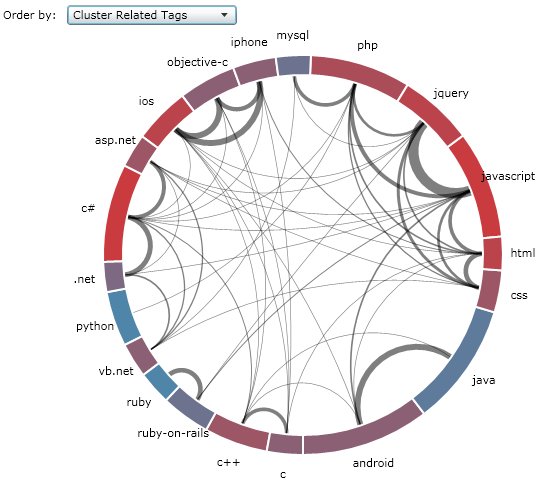 Order by: Cluster Related Tags
mysql
iphone
php
objective-c
jquery
ios
asp.net
javascript
c#
html
.net
css
python
vb.net
java
ruby
ruby-on-rails
c++
android
c